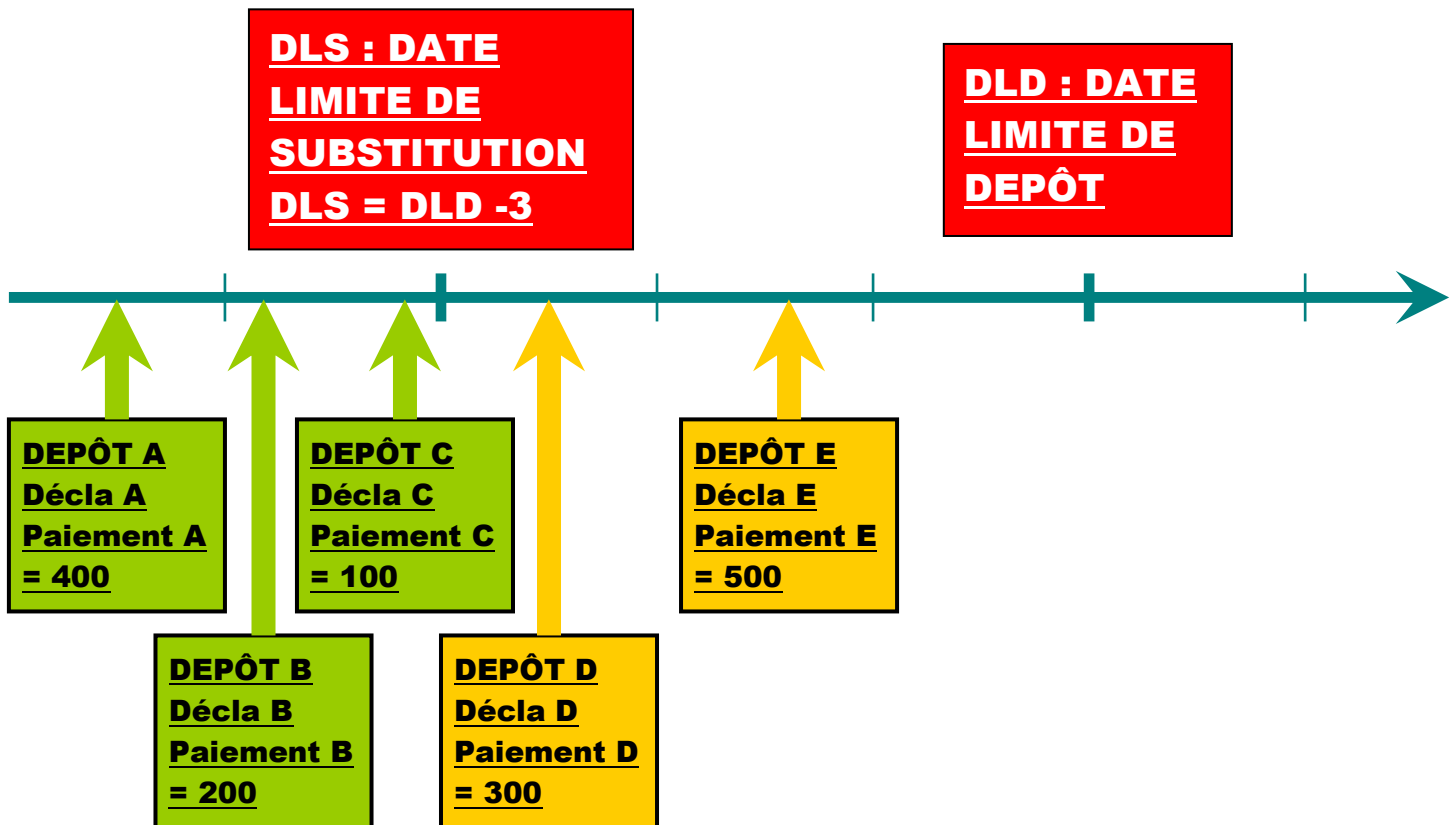 DLS : DATE
LIMITE DE
SUBSTITUTION
DLS = DLD -3
DLD : DATE
LIMITE DE
DEPÔT
DEPÔT A
Décla A
Paiement A
= 400
DEPÔT B
Décla B
Paiement B
= 200
DEPÔT C
Décla C
Paiement C
= 100
DEPÔT D
Décla D
Paiement D
= 300
DEPÔT E
Décla E
Paiement E
= 500